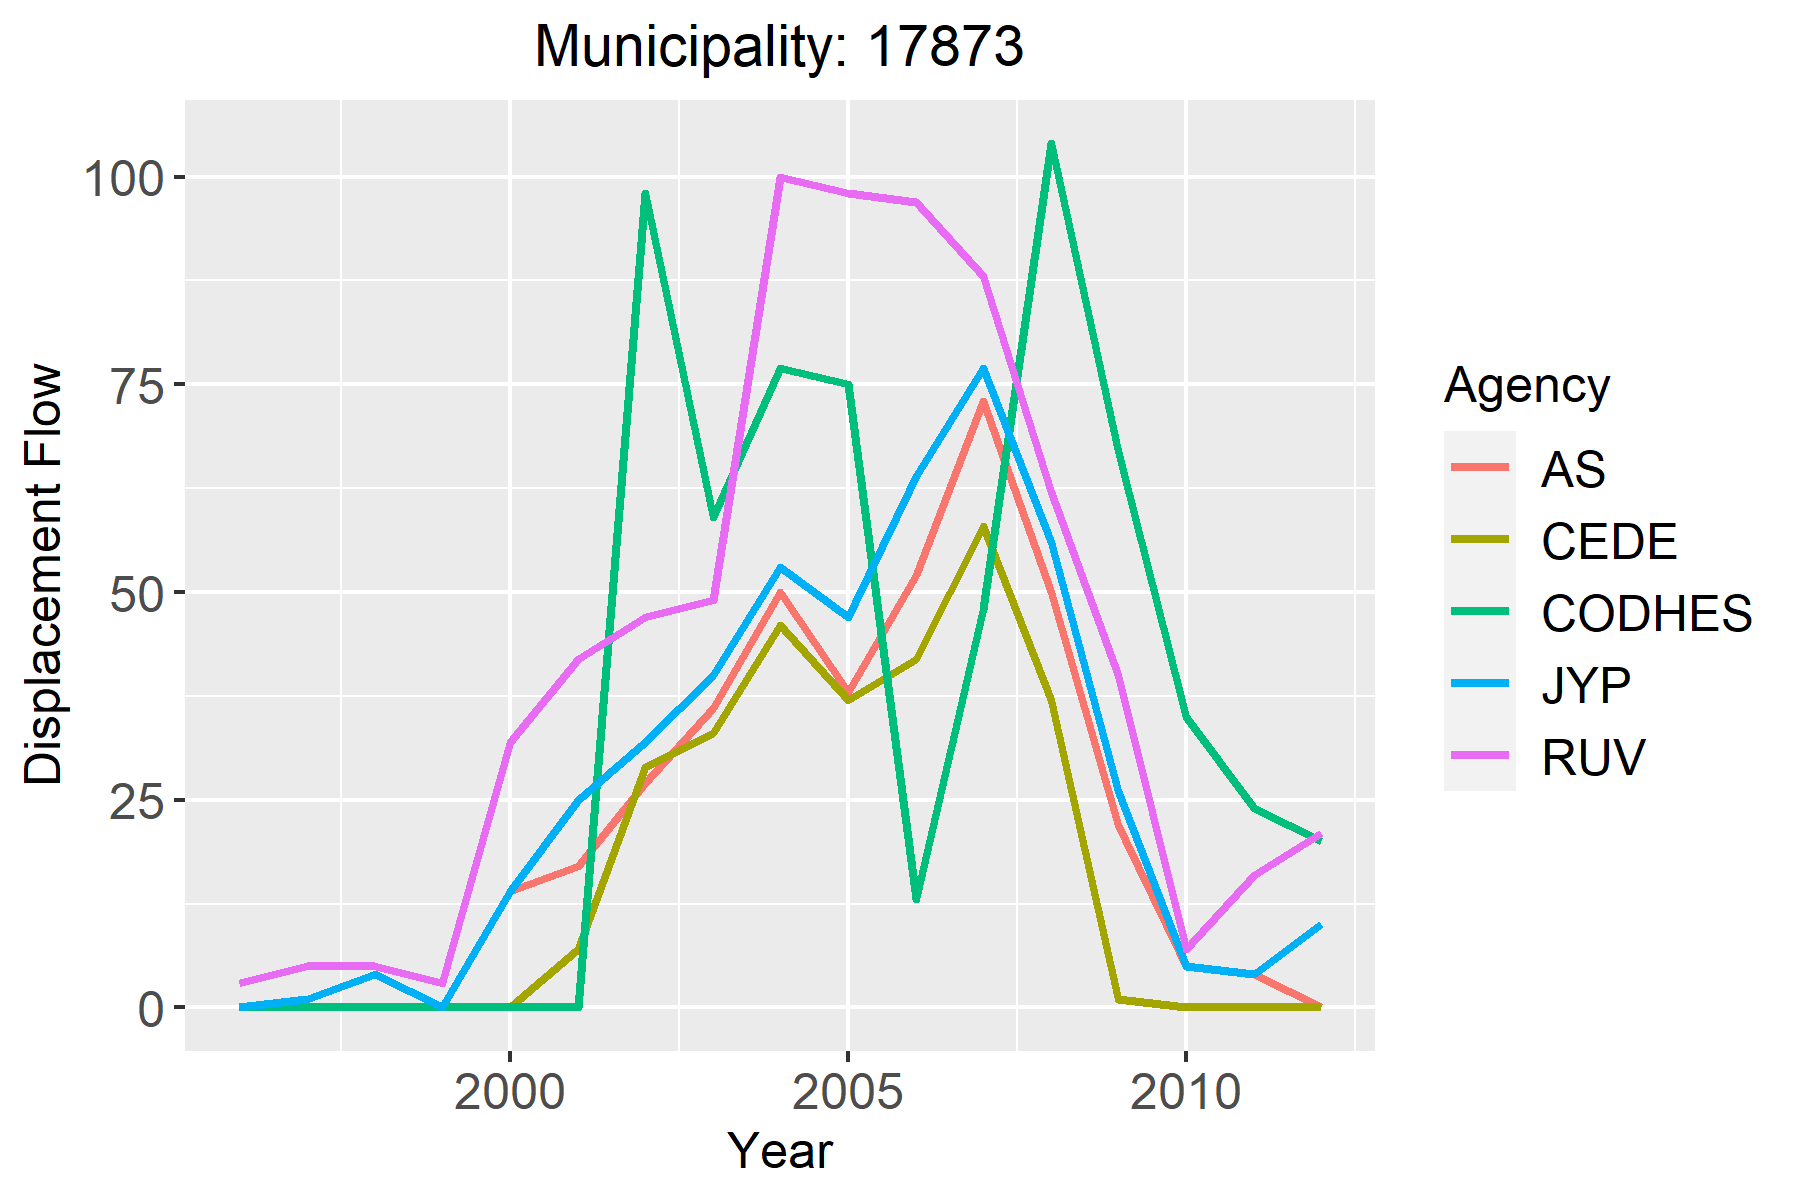 Municipality: 17873
Displacement Flow
100
75
50
25
0
2000 2005 2010
Year
Agency
AS
CEDE
CODHES
JYP
RUV